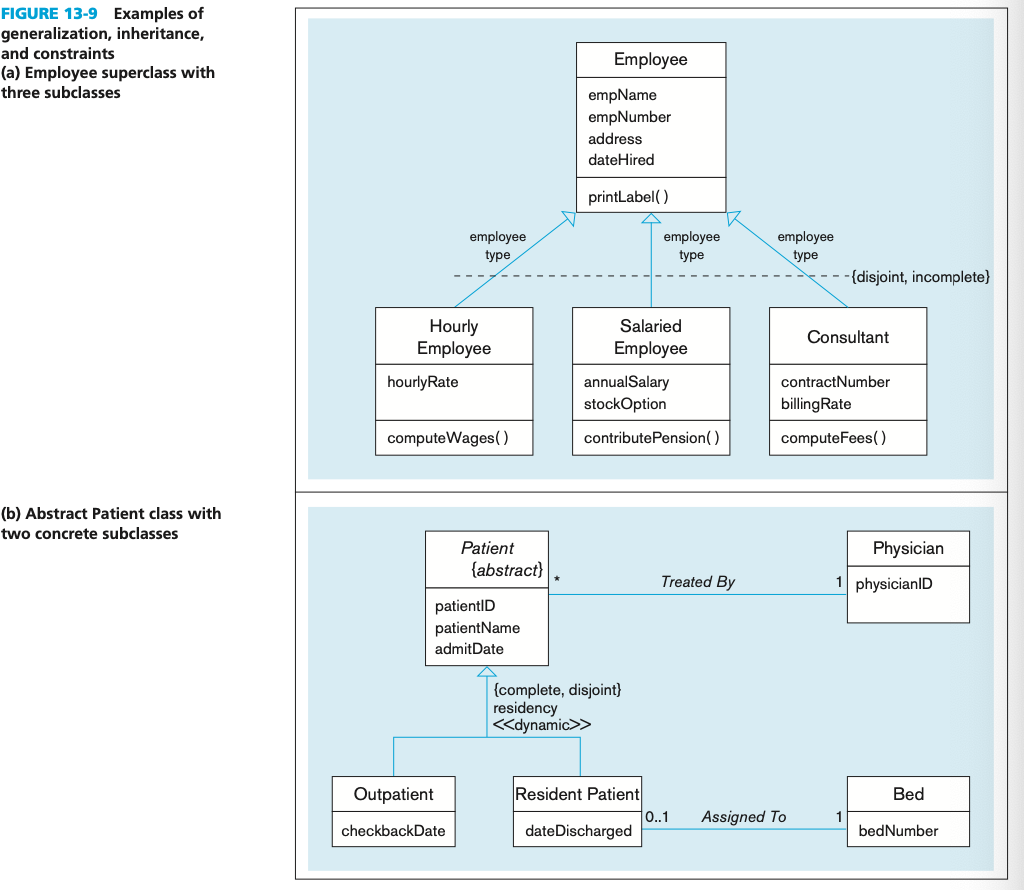 FIGURE 13-9 Examples of
generalization, inheritance,
and constraints
(a) Employee superclass with
three subclasses
Employee
empName
empNumber
address
dateHired
printLabel( )
employee
type
employee
type
employee
type
{disjoint, incomplete}
Hourly
Employee
hourlyRate
computeWages( )
Salaried
Employee
annualSalary
stockOption
contributePension( )
Consultant
contractNumber
billingRate
computeFees( )
(b) Abstract Patient class with
two concrete subclasses
Patient
{abstract}
patientID
patientName
admitDate
*
Treated By
1
Physician
physicianID
{complete, disjoint}
residency
<<dynamic>>
Outpatient
checkbackDate
Resident Patient
dateDischarged
0..1
Assigned To
1
Bed
bedNumber